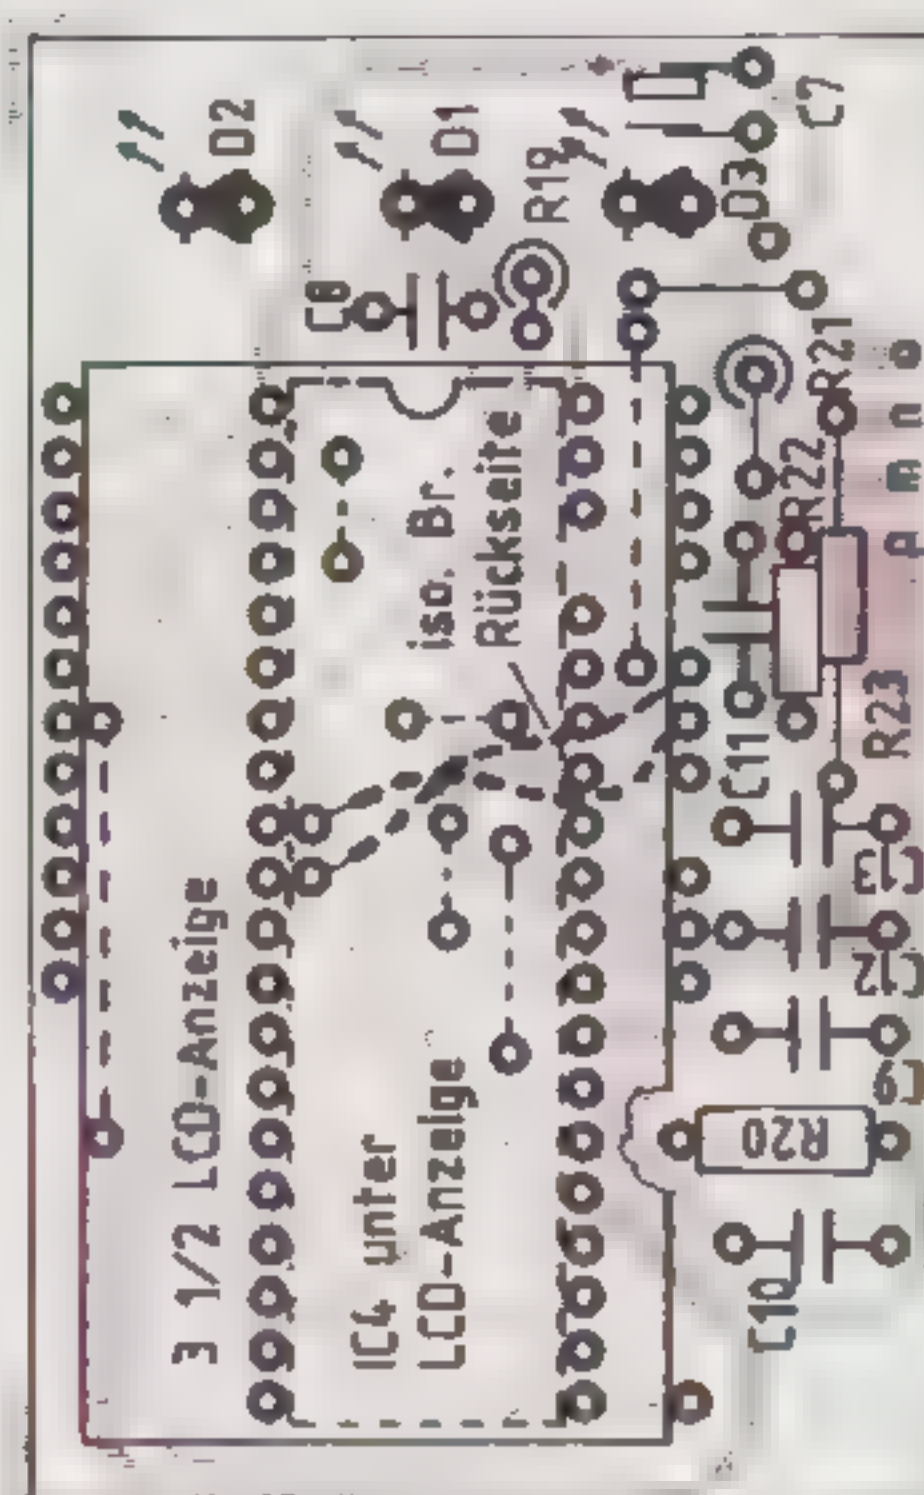 D2
D1
R19
D3
C7
C8
R21
R22
iso. Br.
Rückseite
R23
C11
C13
C12
C9
R20
C10
3 1/2 LCD-Anzeige
IC4 unter
LCD-Anzeige